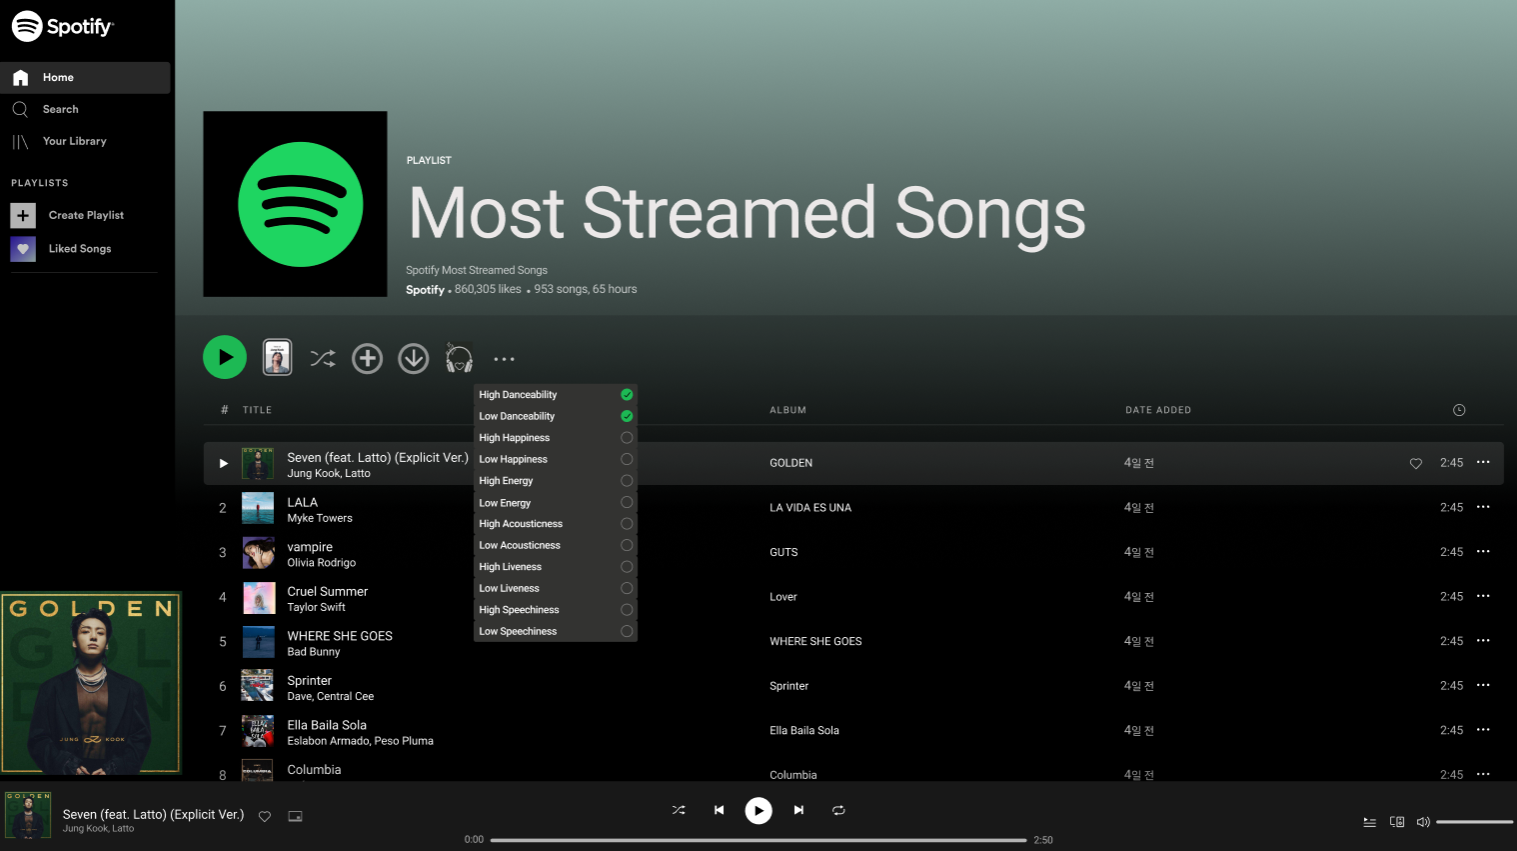 Spotify
Home
Search
Your Library
PLAYLISTS
Create Playlist
Liked Songs
PLAYLIST
Most Streamed Songs
Spotify Most Streamed Songs
Spotify • 860,305 likes • 953 songs, 65 hours
High Danceability
Low Danceability
High Happiness
Low Happiness
High Energy
Low Energy
High Acousticness
Low Acousticness
High Liveness
Low Liveness
High Speechiness
Low Speechiness
# TITLE ALBUM DATE ADDED
Seven (feat. Latto) (Explicit Ver.) GOLDEN 4일 전 2:45
Jung Kook, Latto
2 LALA LA VIDA ES UNA 4일 전 2:45
Myke Towers
3 vampire GUTS 4일 전 2:45
Olivia Rodrigo
4 Cruel Summer Lover 4일 전 2:45
Taylor Swift
5 WHERE SHE GOES WHERE SHE GOES 4일 전 2:45
Bad Bunny
6 Sprinter Sprinter 4일 전 2:45
Dave, Central Cee
7 Ella Baila Sola Ella Baila Sola 4일 전 2:45
Eslabon Armado, Peso Pluma
8 Columbia Columbia 4일 전 2:45
GOLDEN
JUNG KOOK
Seven (feat. Latto) (Explicit Ver.)
Jung Kook, Latto
0:00 2:50